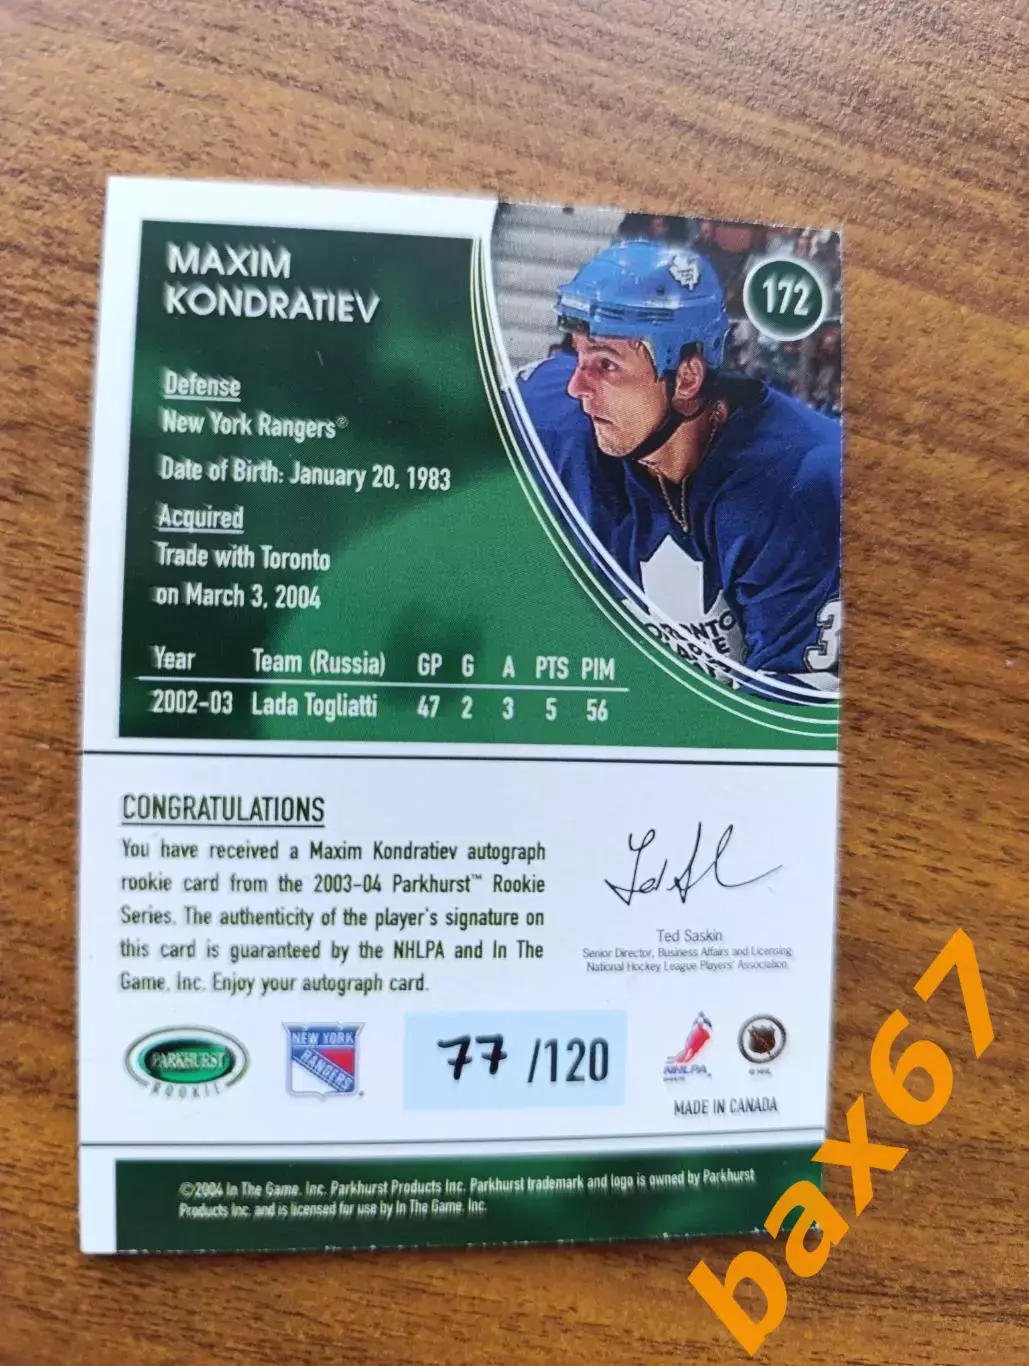 MAXIM
KONDRATIEV
172
Defense
New York Rangers®
Date of Birth: January 20, 1983
Acquired
Trade with Toronto
on March 3, 2004
Year Team (Russia) GP G A PTS PIM
2002-03 Lada Togliatti 47 2 3 5 56
CONGRATULATIONS
You have received a Maxim Kondratiev autograph
rookie card from the 2003-04 Parkhurst™ Rookie
Series. The authenticity of the player's signature on
this card is guaranteed by the NHLPA and In The
Game, Inc. Enjoy your autograph card.
Ted Saskin
Senior Director, Business Affairs and Licensing
National Hockey League Players' Association
PARKHURST
ROOKIE
NEW YORK
RANGERS
77 /120
NHLPA
© NHL
MADE IN CANADA
©2004 In The Game, Inc. Parkhurst Products Inc. Parkhurst trademark and logo is owned by Parkhurst
Products Inc. and is licensed for use by In The Game, Inc.
bax67